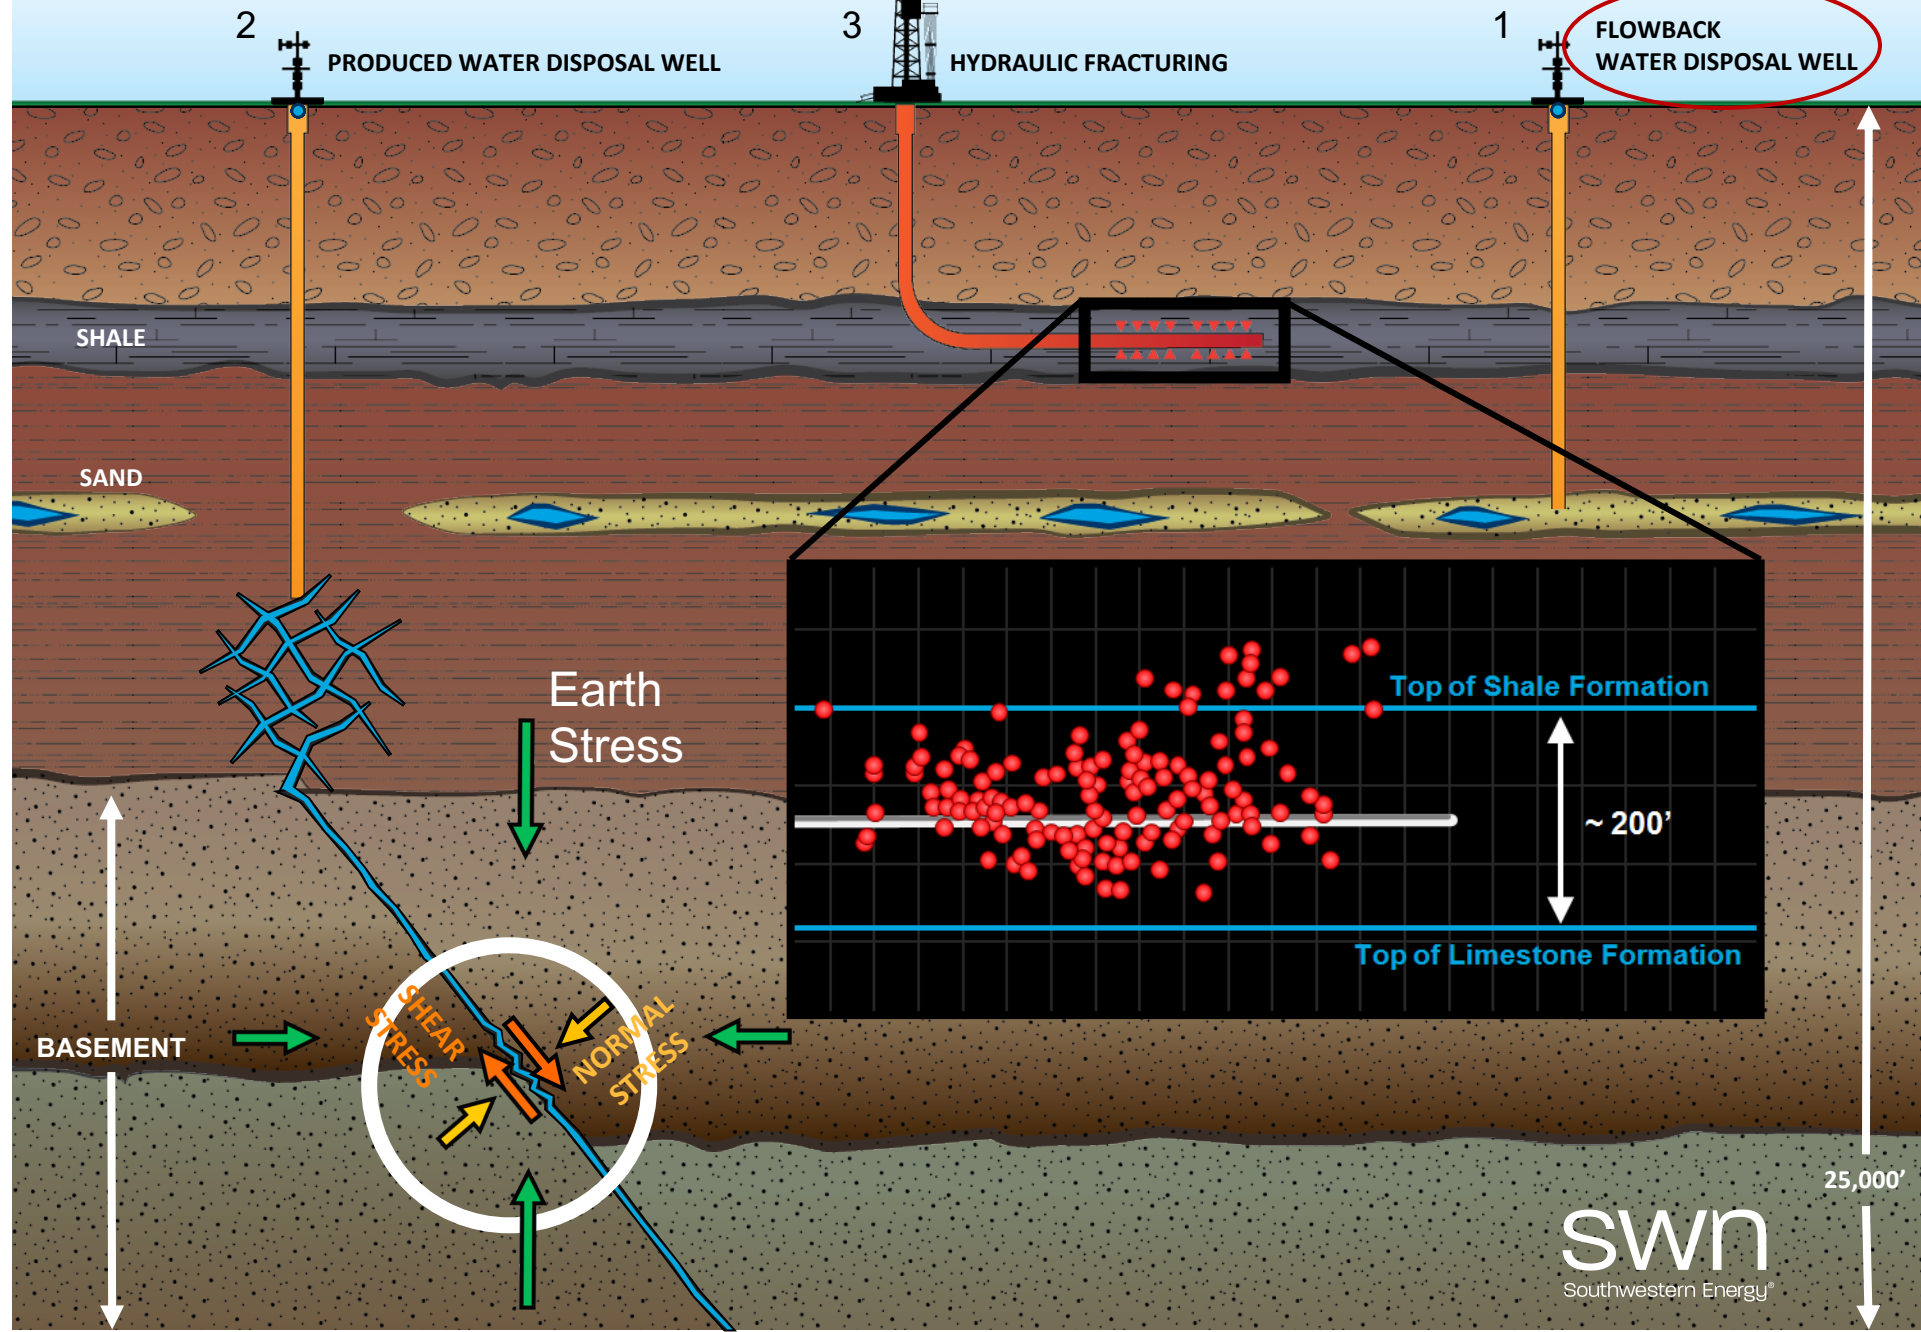 2
PRODUCED WATER DISPOSAL WELL
3
HYDRAULIC FRACTURING
1
FLOWBACK
WATER DISPOSAL WELL
SHALE
SAND
Earth
Stress
Top of Shale Formation
~ 200’
Top of Limestone Formation
SHEAR
STRESS
NORMAL
STRESS
BASEMENT
25,000’
swn
Southwestern Energy®